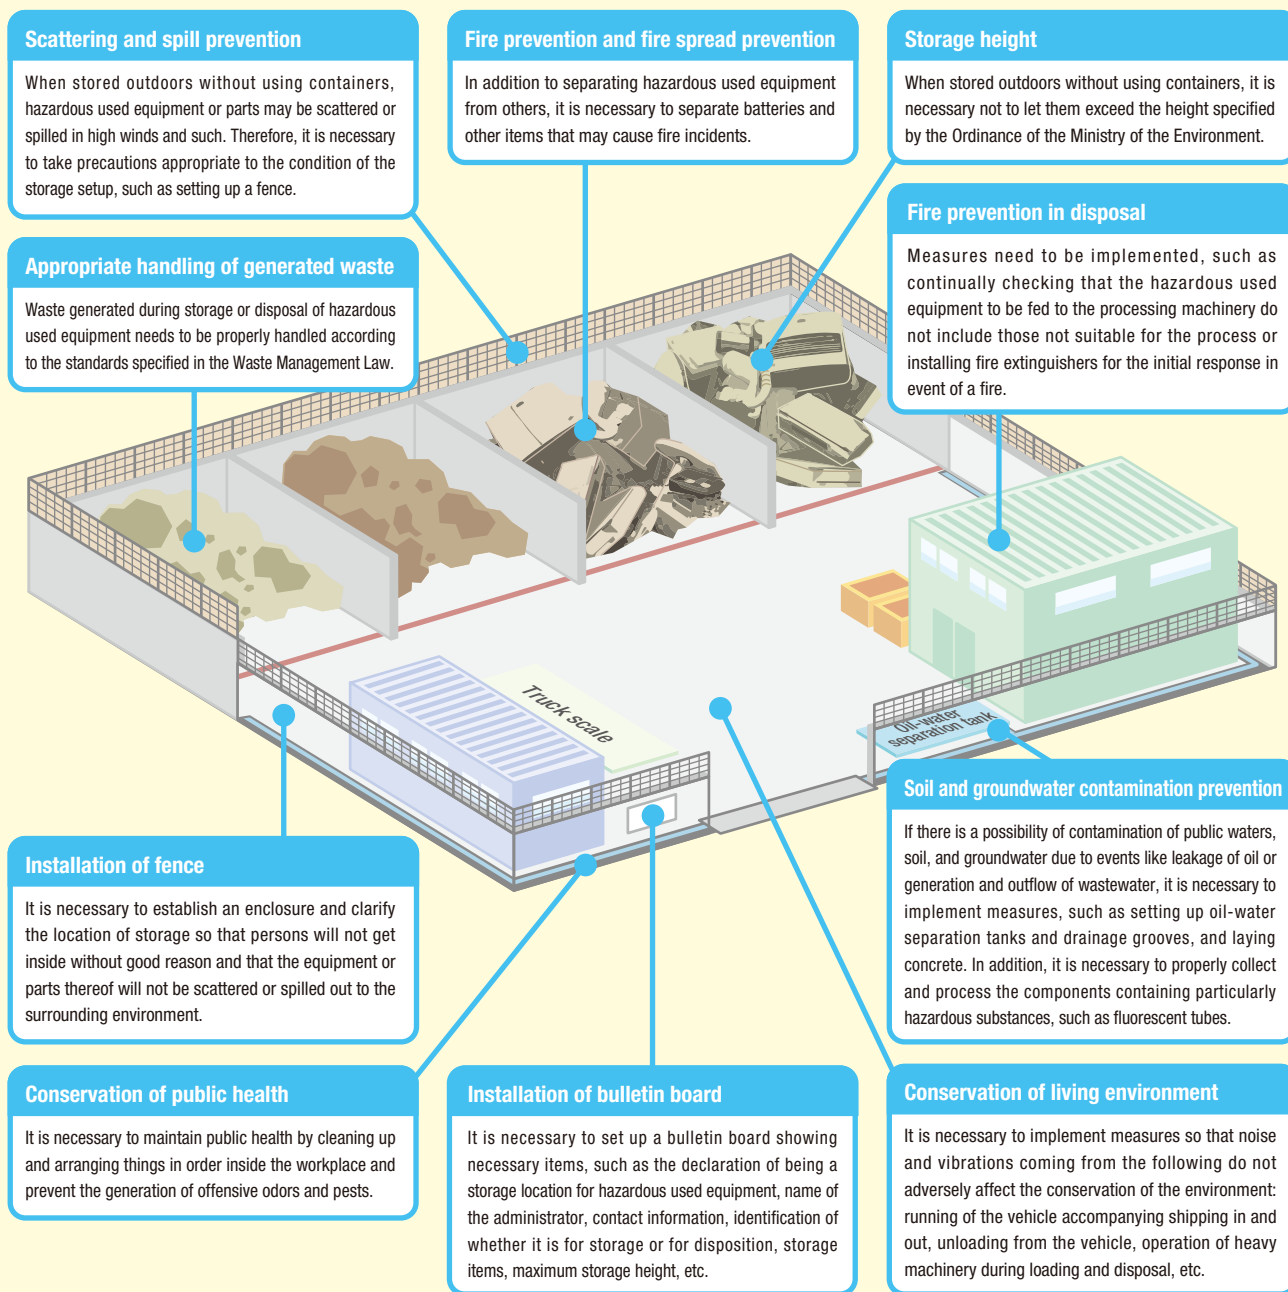 Scattering and spill prevention
When stored outdoors without using containers,
hazardous used equipment or parts may be scattered or
spilled in high winds and such. Therefore, it is necessary
to take precautions appropriate to the condition of the
storage setup, such as setting up a fence.
Fire prevention and fire spread prevention
In addition to separating hazardous used equipment
from others, it is necessary to separate batteries and
other items that may cause fire incidents.
Storage height
When stored outdoors without using containers, it is
necessary not to let them exceed the height specified
by the Ordinance of the Ministry of the Environment.
Appropriate handling of generated waste
Waste generated during storage or disposal of hazardous
used equipment needs to be properly handled according
to the standards specified in the Waste Management Law.
Fire prevention in disposal
Measures need to be implemented, such as
continually checking that the hazardous used
equipment to be fed to the processing machinery do
not include those not suitable for the process or
installing fire extinguishers for the initial response in
event of a fire.
Truck scale
Oil-water
separation tank
Installation of fence
It is necessary to establish an enclosure and clarify
the location of storage so that persons will not get
inside without good reason and that the equipment or
parts thereof will not be scattered or spilled out to the
surrounding environment.
Soil and groundwater contamination prevention
If there is a possibility of contamination of public waters,
soil, and groundwater due to events like leakage of oil or
generation and outflow of wastewater, it is necessary to
implement measures, such as setting up oil-water
separation tanks and drainage grooves, and laying
concrete. In addition, it is necessary to properly collect
and process the components containing particularly
hazardous substances, such as fluorescent tubes.
Conservation of public health
It is necessary to maintain public health by cleaning up
and arranging things in order inside the workplace and
prevent the generation of offensive odors and pests.
Installation of bulletin board
It is necessary to set up a bulletin board showing
necessary items, such as the declaration of being a
storage location for hazardous used equipment, name of
the administrator, contact information, identification of
whether it is for storage or for disposition, storage
items, maximum storage height, etc.
Conservation of living environment
It is necessary to implement measures so that noise
and vibrations coming from the following do not
adversely affect the conservation of the environment:
running of the vehicle accompanying shipping in and
out, unloading from the vehicle, operation of heavy
machinery during loading and disposal, etc.